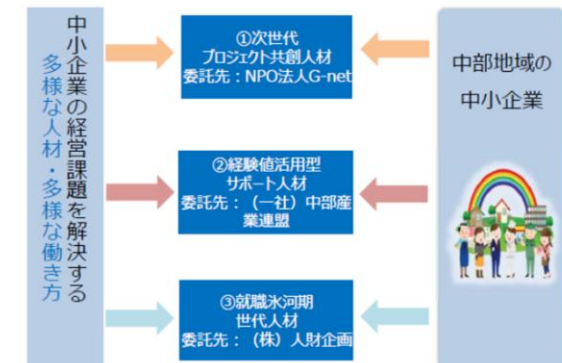 中小企業の経営課題を解決する
多様な人材・多様な働き方
①次世代
プロジェクト共創人材
委託先：NPO法人G-net
②経験値活用型
サポート人材
委託先：（一社）中部産
業連盟
③就職氷河期
世代人材
委託先：（株）人財企画
中部地域の
中小企業